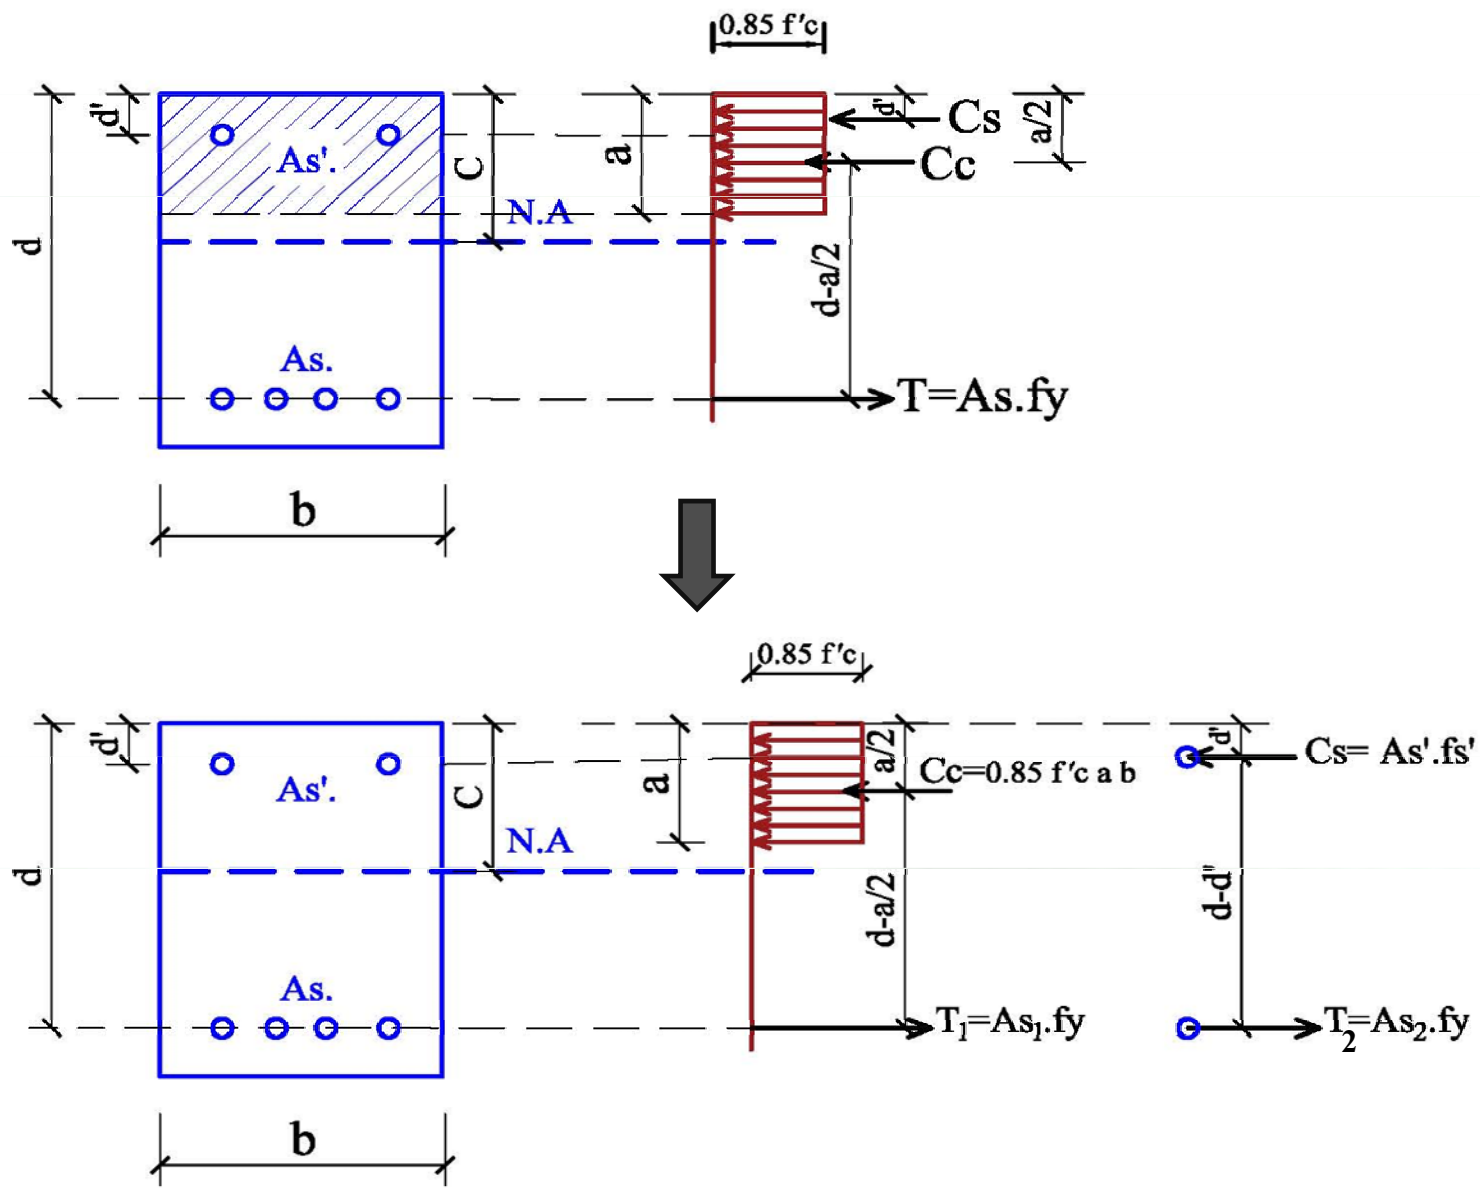 0.85 f'c
d'
d
As'.
C
a
N.A
d'
Cs
Cc
a/2
d-a/2
As.
T=As.fy
b
0.85 f'c
d'
d
As'.
C
a
N.A
a/2
Cc=0.85 f'c a b
d'
Cs= As'.fs'
d-a/2
d-d'
As.
T₁=As₁.fy
T₂=As₂.fy
b